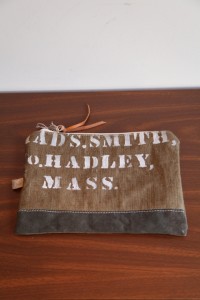 ADS. SMITH,
O. HADLEY,
MASS.